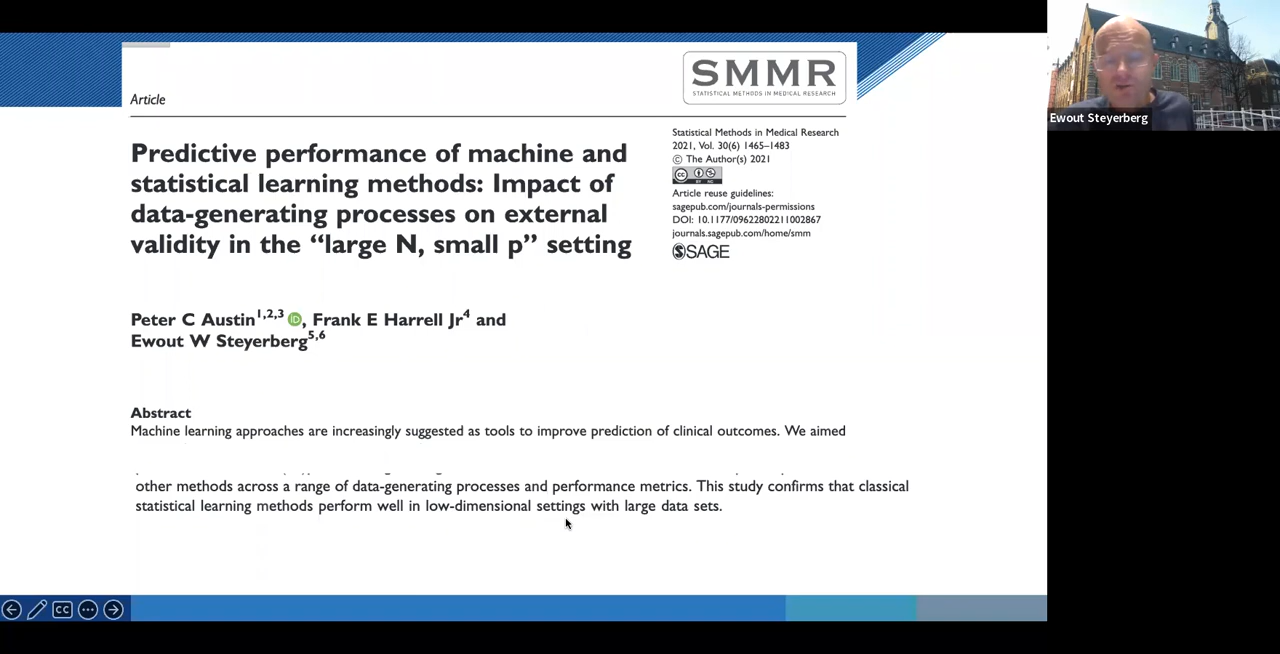 Article
SMMR
STATISTICAL METHODS IN MEDICAL RESEARCH
Predictive performance of machine and
statistical learning methods: Impact of
data-generating processes on external
validity in the “large N, small p” setting
Statistical Methods in Medical Research
2021, Vol. 30(6) 1465–1483
© The Author(s) 2021
cc
BY NC
Article reuse guidelines:
sagepub.com/journals-permissions
DOI: 10.1177/09622802211002867
journals.sagepub.com/home/smm
SAGE
Peter C Austin1,2,3 iD, Frank E Harrell Jr4 and
Ewout W Steyerberg5,6
Abstract
Machine learning approaches are increasingly suggested as tools to improve prediction of clinical outcomes. We aimed
other methods across a range of data-generating processes and performance metrics. This study confirms that classical
statistical learning methods perform well in low-dimensional settings with large data sets.
CC
Ewout Steyerberg